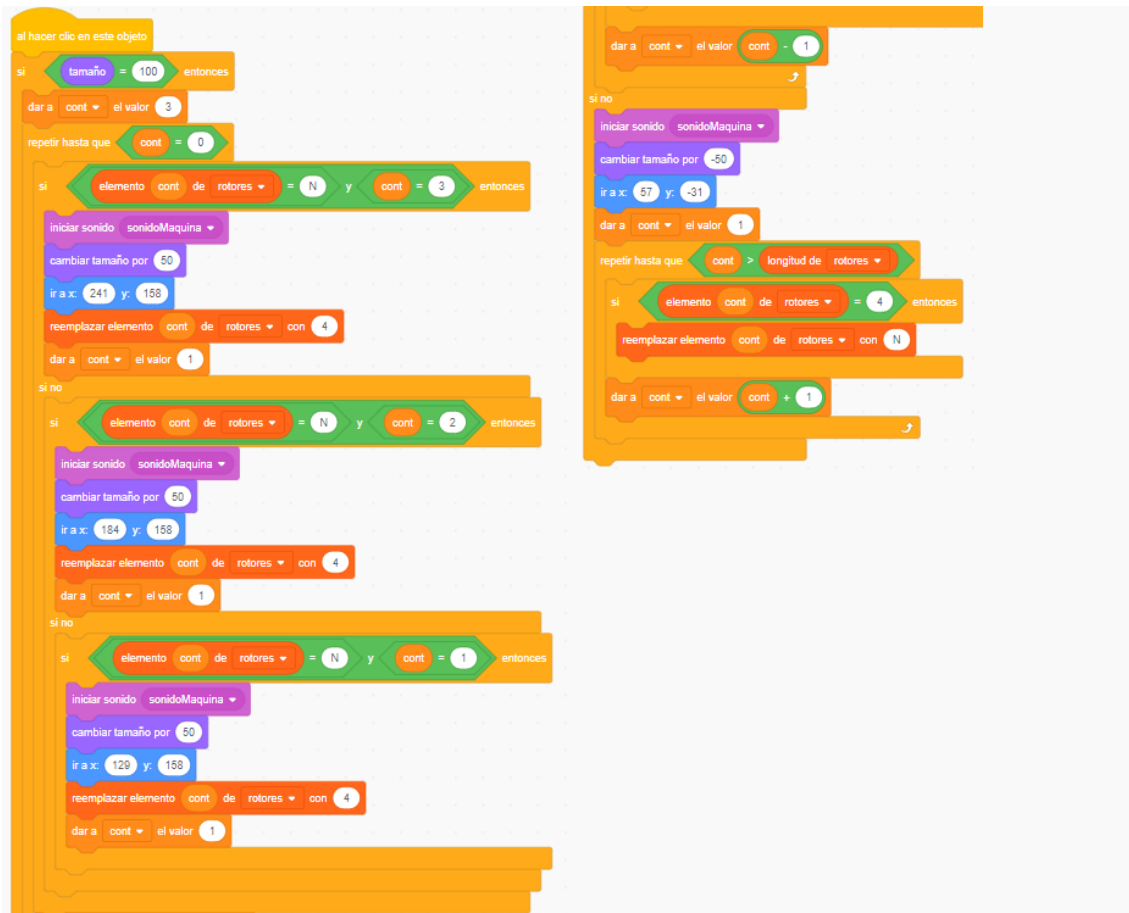 al hacer clic en este objeto
si tamaño = 100 entonces
dar a cont el valor 3
repetir hasta que cont = 0
si elemento cont de rotores = N y cont = 3 entonces
iniciar sonido sonidoMaquina
cambiar tamaño por 50
ir a x: 241 y: 158
reemplazar elemento cont de rotores con 4
dar a cont el valor 1
si no
si elemento cont de rotores = N y cont = 2 entonces
iniciar sonido sonidoMaquina
cambiar tamaño por 50
ir a x: 184 y: 158
reemplazar elemento cont de rotores con 4
dar a cont el valor 1
si no
si elemento cont de rotores = N y cont = 1 entonces
iniciar sonido sonidoMaquina
cambiar tamaño por 50
ir a x: 129 y: 158
reemplazar elemento cont de rotores con 4
dar a cont el valor 1
dar a cont el valor cont - 1
si no
iniciar sonido sonidoMaquina
cambiar tamaño por -50
ir a x: 57 y: -31
dar a cont el valor 1
repetir hasta que cont > longitud de rotores
si elemento cont de rotores = 4 entonces
reemplazar elemento cont de rotores con N
dar a cont el valor cont + 1